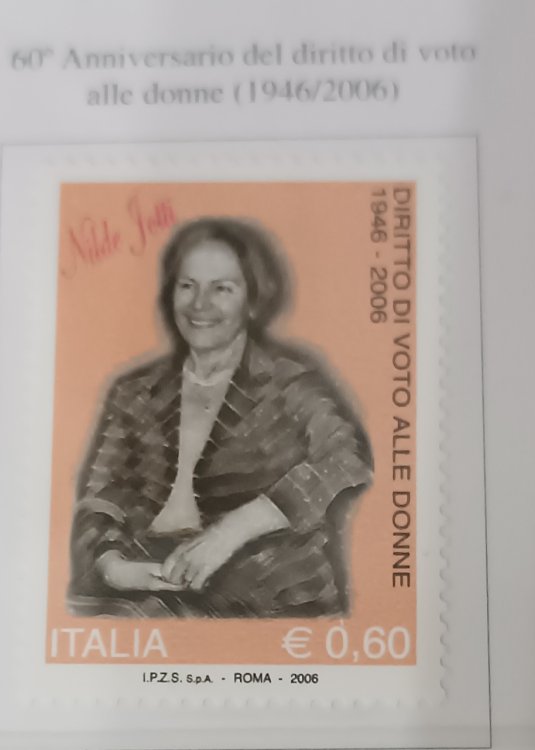 60° Anniversario del diritto di voto
alle donne (1946/2006)
Nilde Jotti
DIRITTO DI VOTO ALLE DONNE
1946 - 2006
ITALIA
€ 0,60
I.P.Z.S. S.p.A. - ROMA - 2006